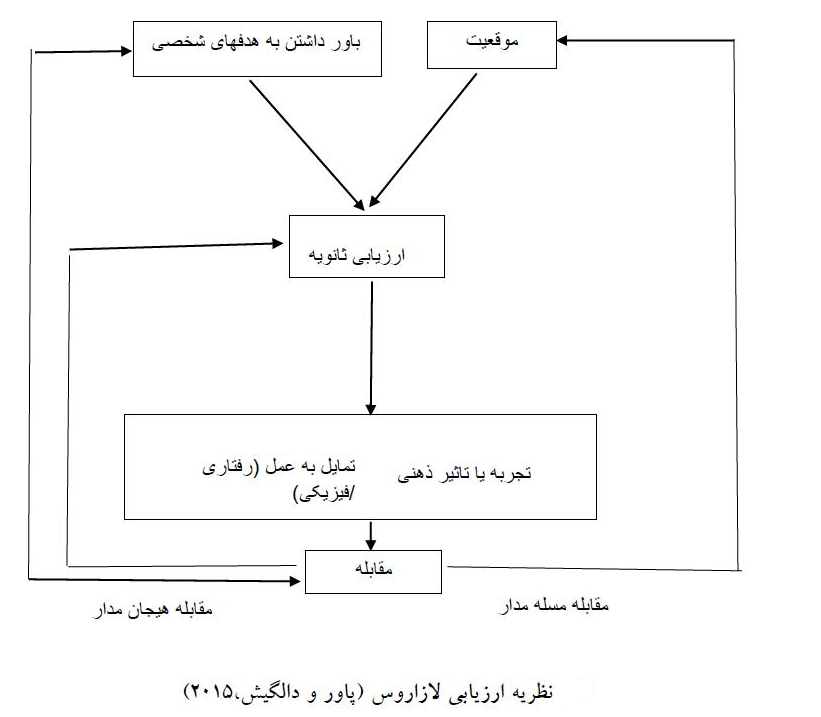 موقعیت
باور داشتن به هدفهای شخصی
ارزیابی ثانویه
تجربه یا تاثیر ذهنی
تمایل به عمل (رفتاری
/فیزیکی)
مقابله
مقابله مسله مدار
مقابله هیجان مدار
نظریه ارزیابی لازاروس (پاور و دالگیش،۲۰۱۵)